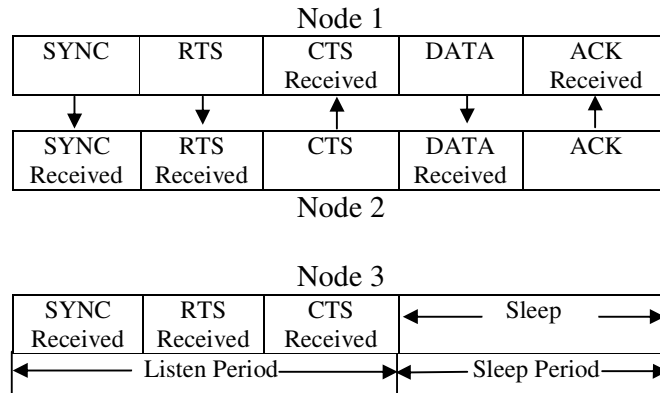 Node 1
SYNC RTS CTS Received DATA ACK Received
SYNC Received RTS Received CTS DATA Received ACK
Node 2
Node 3
SYNC Received RTS Received CTS Received Sleep
Listen Period Sleep Period